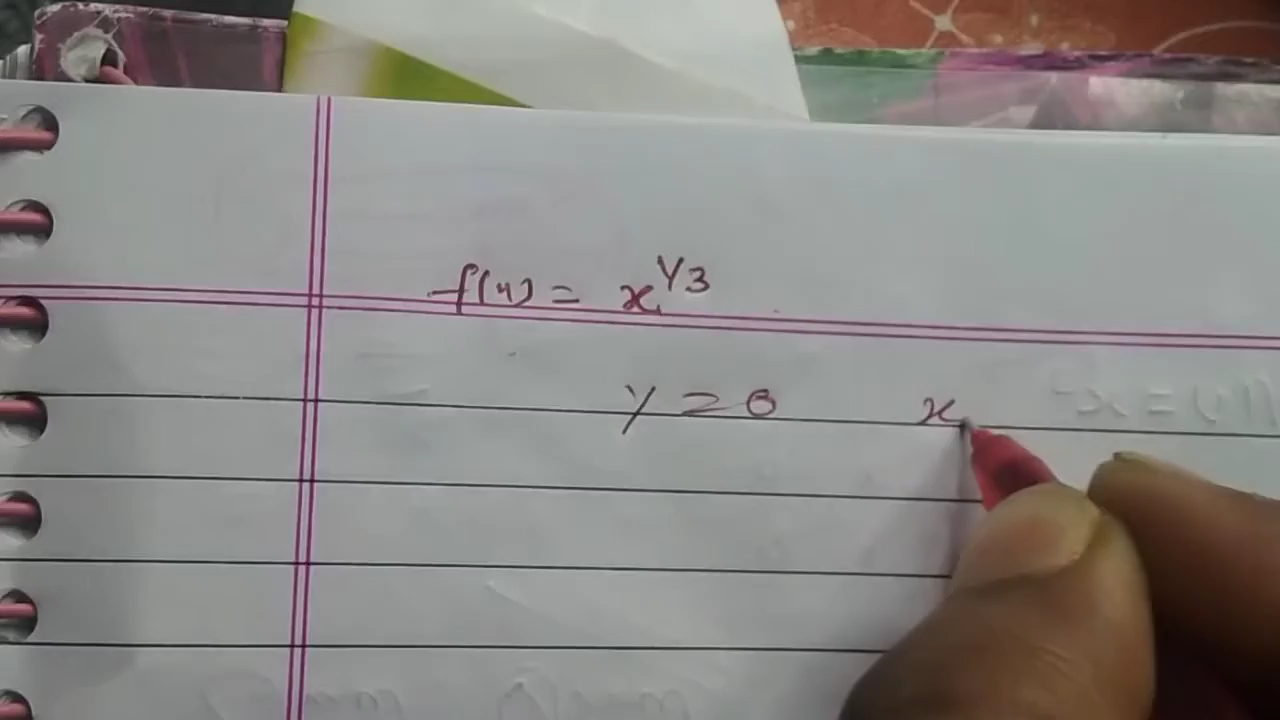 f(x) = x^1/3
y = 0 x